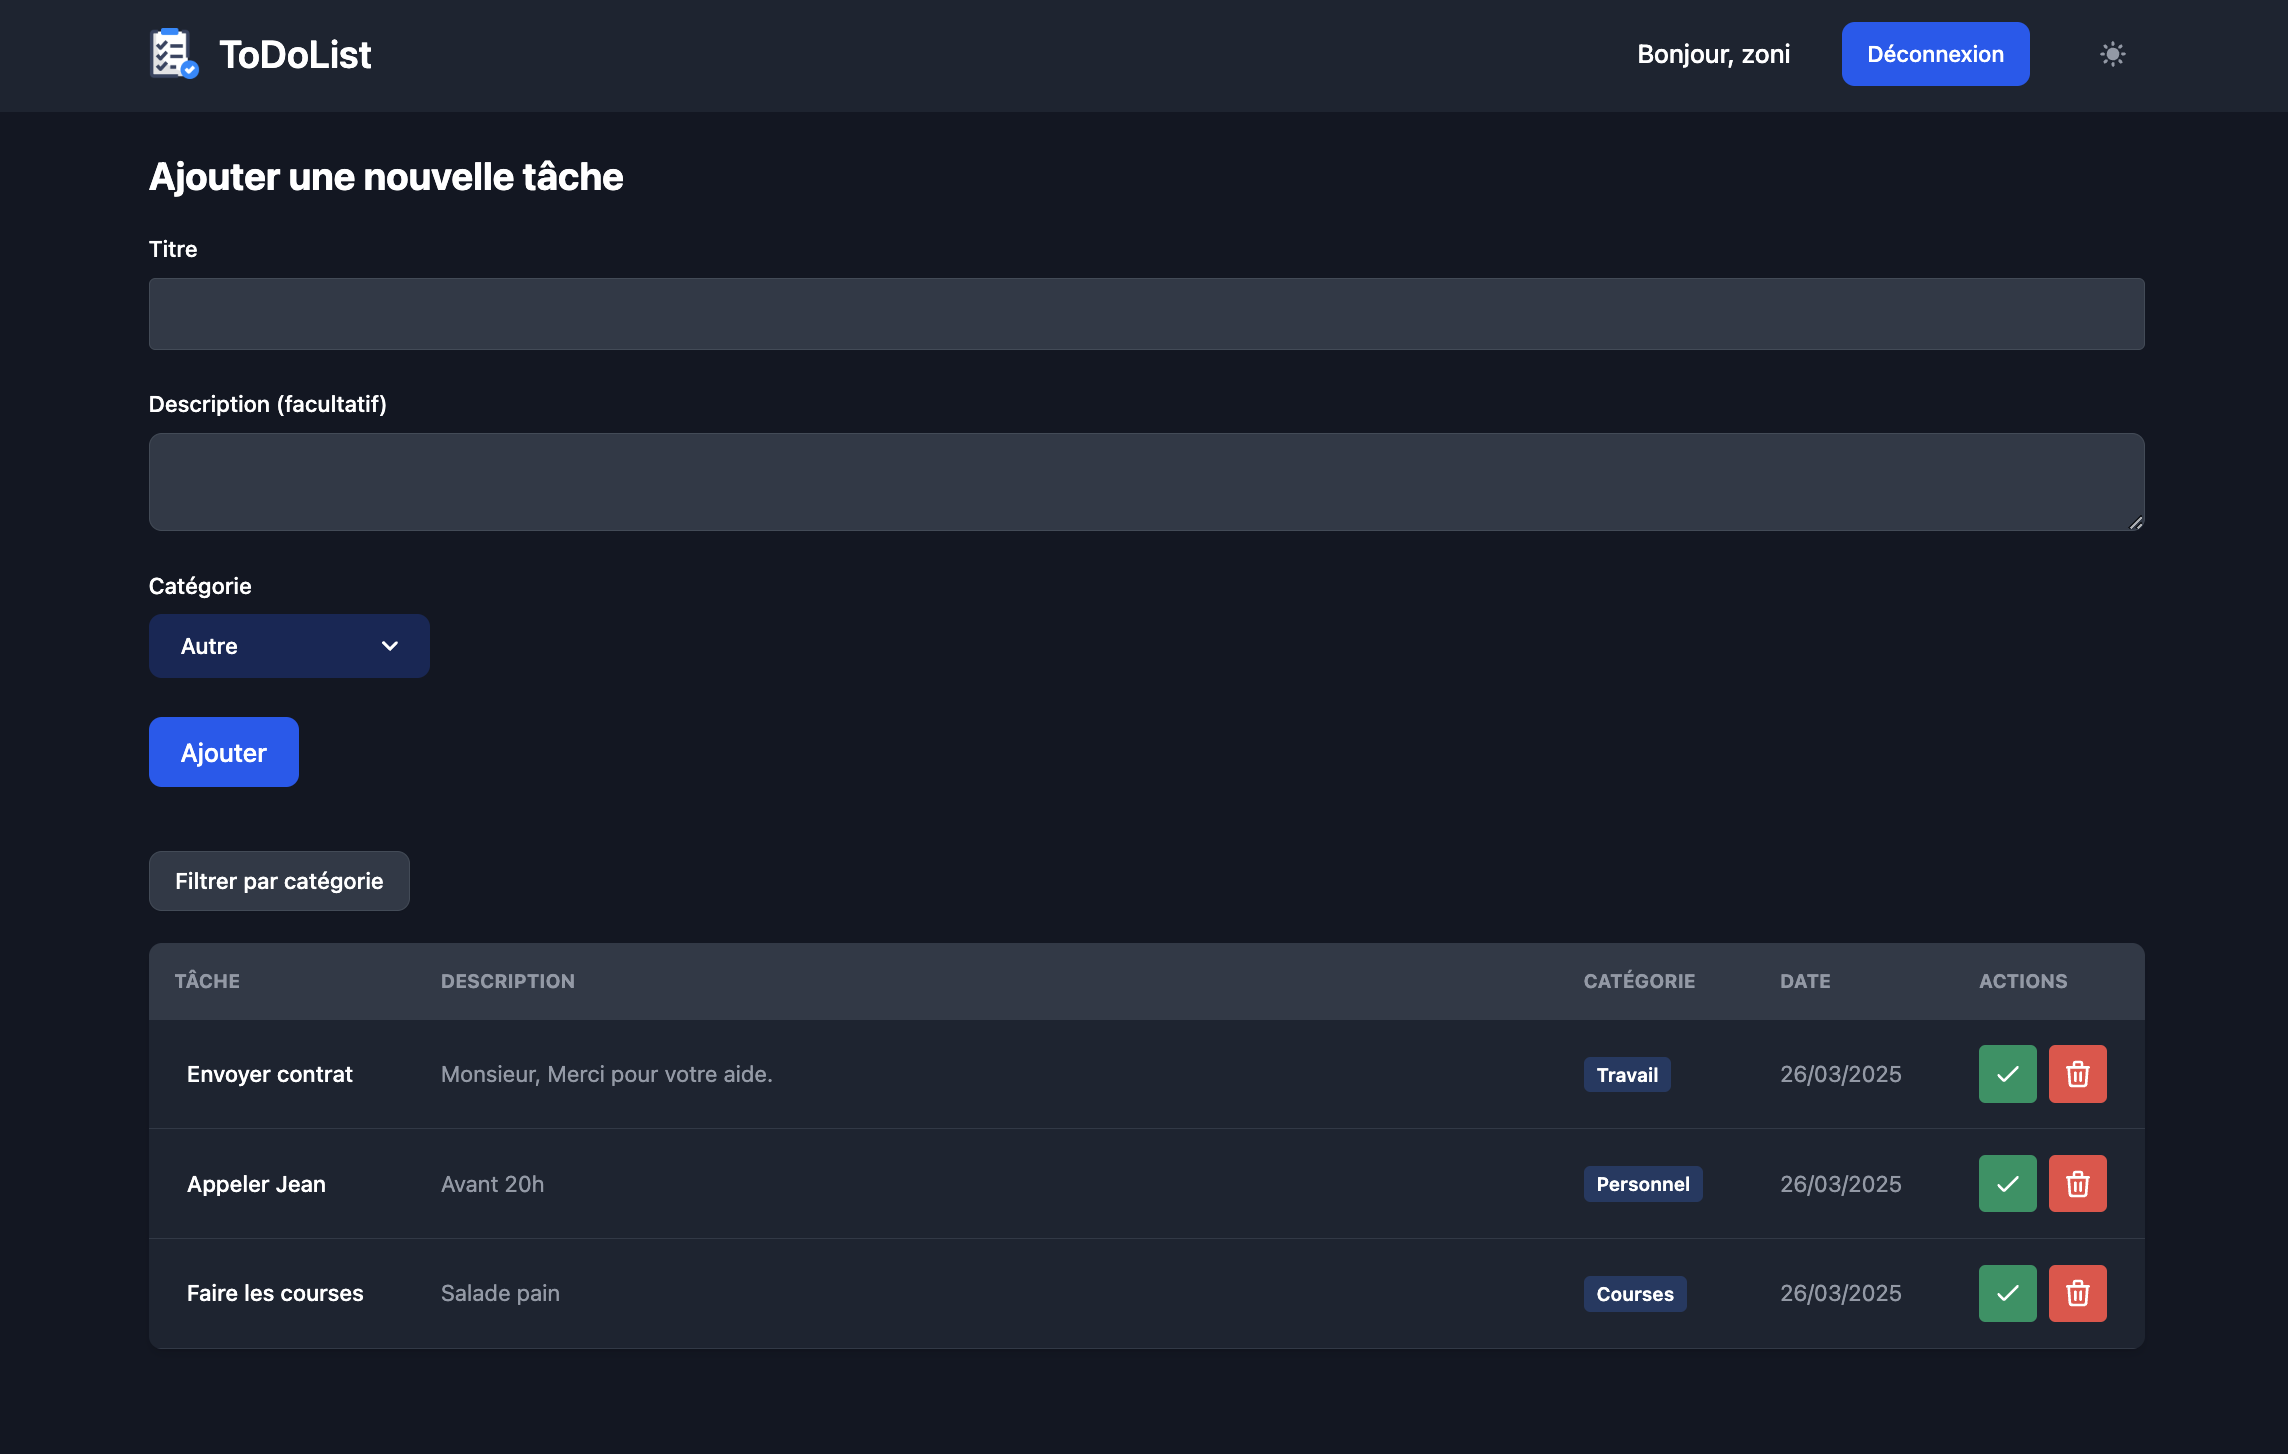 ToDoList
Bonjour, zoni
Déconnexion
Ajouter une nouvelle tâche
Titre
Description (facultatif)
Catégorie
Autre
Ajouter
Filtrer par catégorie
TÂCHE DESCRIPTION CATÉGORIE DATE ACTIONS
Envoyer contrat Monsieur, Merci pour votre aide. Travail 26/03/2025
Appeler Jean Avant 20h Personnel 26/03/2025
Faire les courses Salade pain Courses 26/03/2025